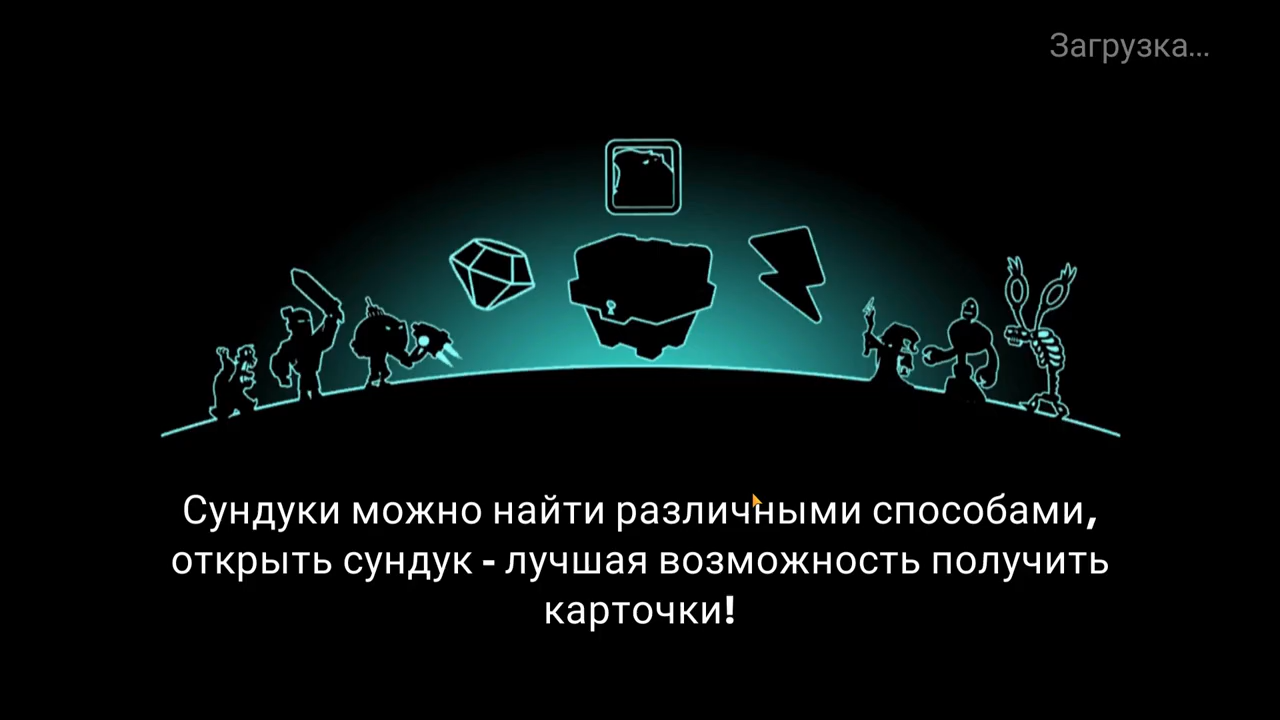 Загрузка...
Сундуки можно найти различными способами,
открыть сундук - лучшая возможность получить
карточки!